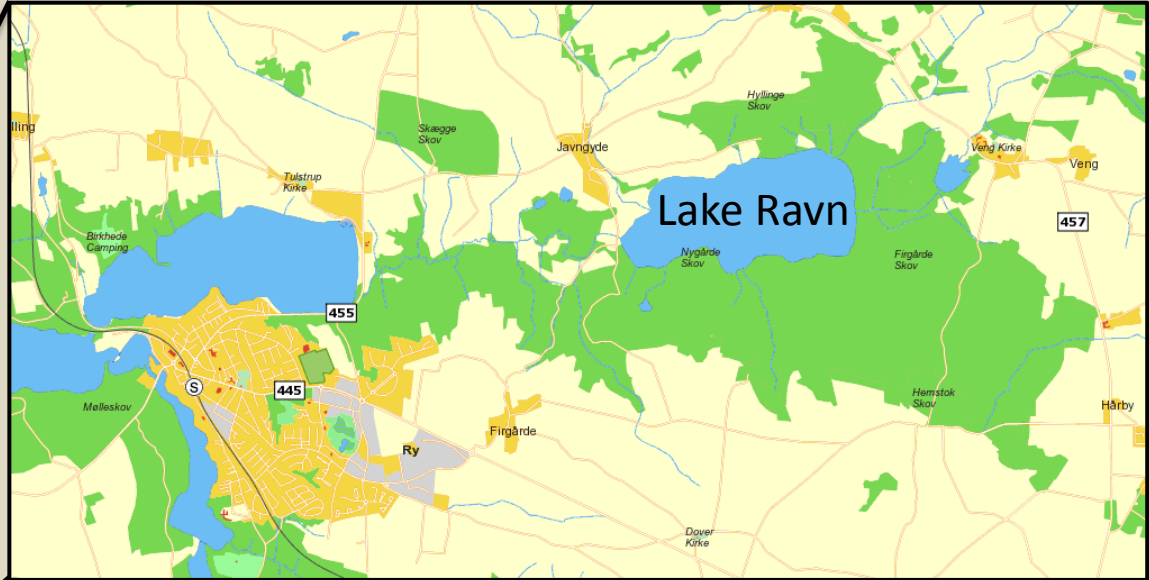 Hyllinge
Skov
lling
Skægge
Skov
Javngyde
Veng Kirke
Veng
Tulstrup
Kirke
Lake Ravn
457
Birkhede
Camping
Nygårde
Skov
Firgårde
Skov
455
S
445
Mølleskov
Hemstok
Skov
Hårby
Firgårde
Ry
Dover
Kirke